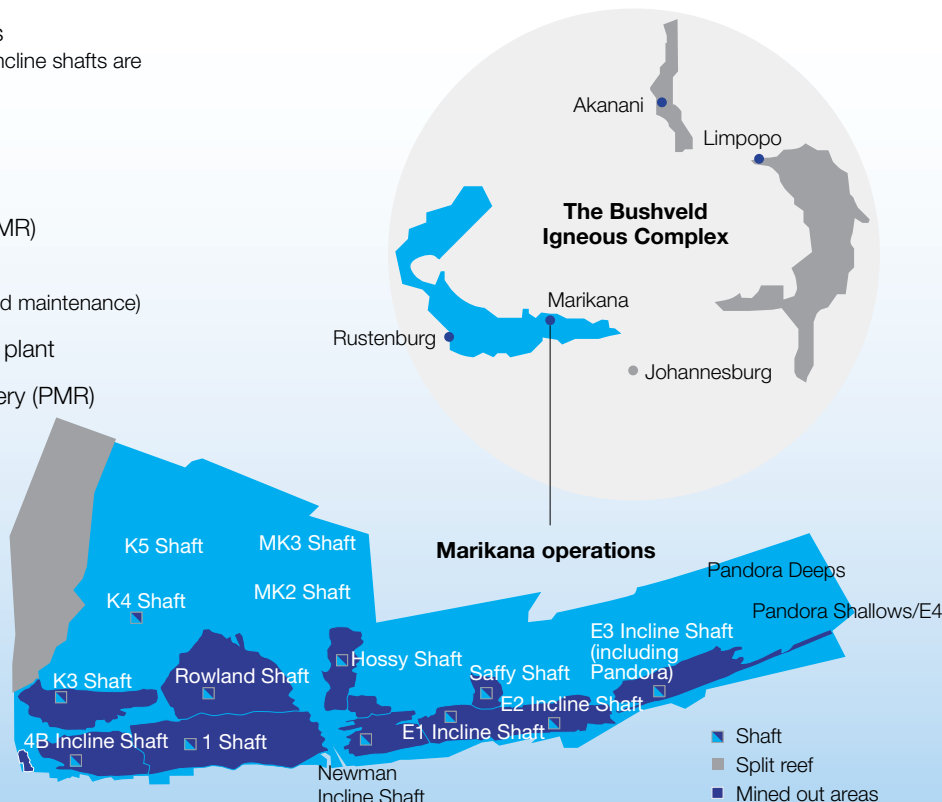 s
ncline shafts are
MR)
d maintenance)
plant
ery (PMR)
Akanani
Limpopo
The Bushveld
Igneous Complex
Marikana
Rustenburg
Johannesburg
Marikana operations
K5 Shaft
MK3 Shaft
MK2 Shaft
K4 Shaft
Pandora Deeps
Pandora Shallows/E4
E3 Incline Shaft
(including
Pandora)
Hossy Shaft
Saffy Shaft
K3 Shaft
Rowland Shaft
E2 Incline Shaft
E1 Incline Shaft
4B Incline Shaft
1 Shaft
Newman
Incline Shaft
Shaft
Split reef
Mined out areas